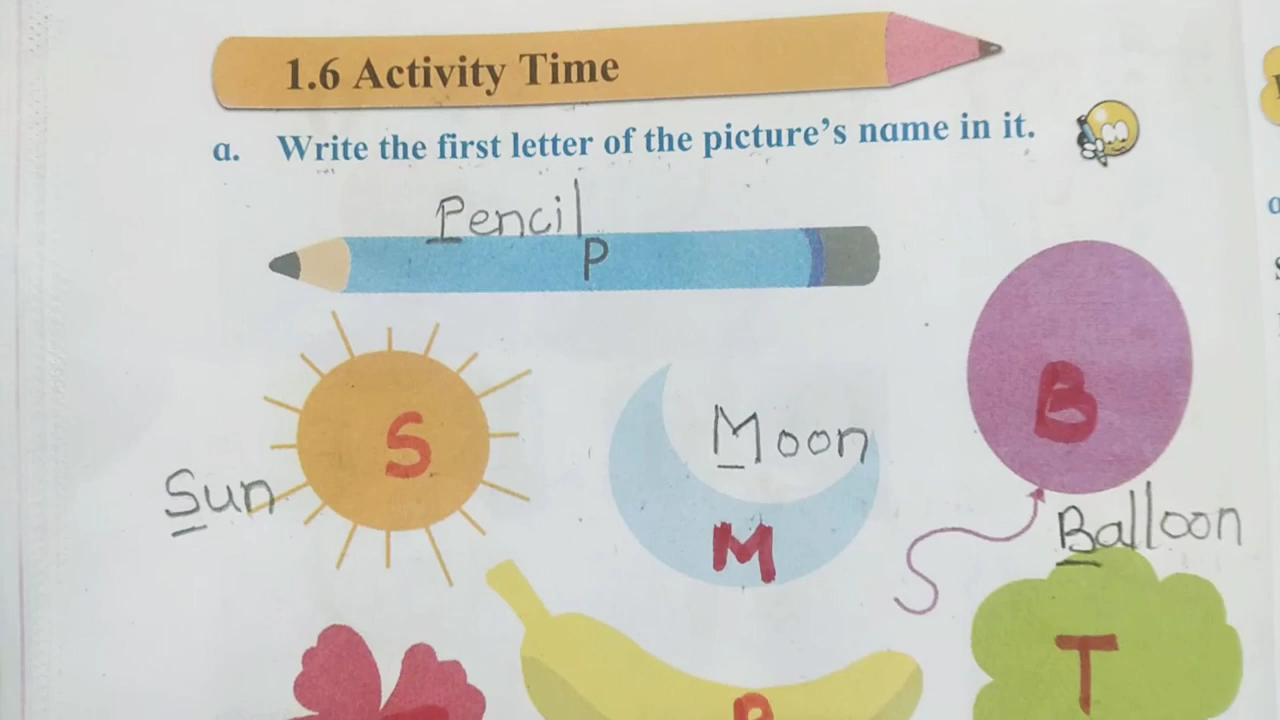 1.6 Activity Time
a. Write the first letter of the picture's name in it.
Pencil
P
S
Sun
Moon
M
B
Balloon
T